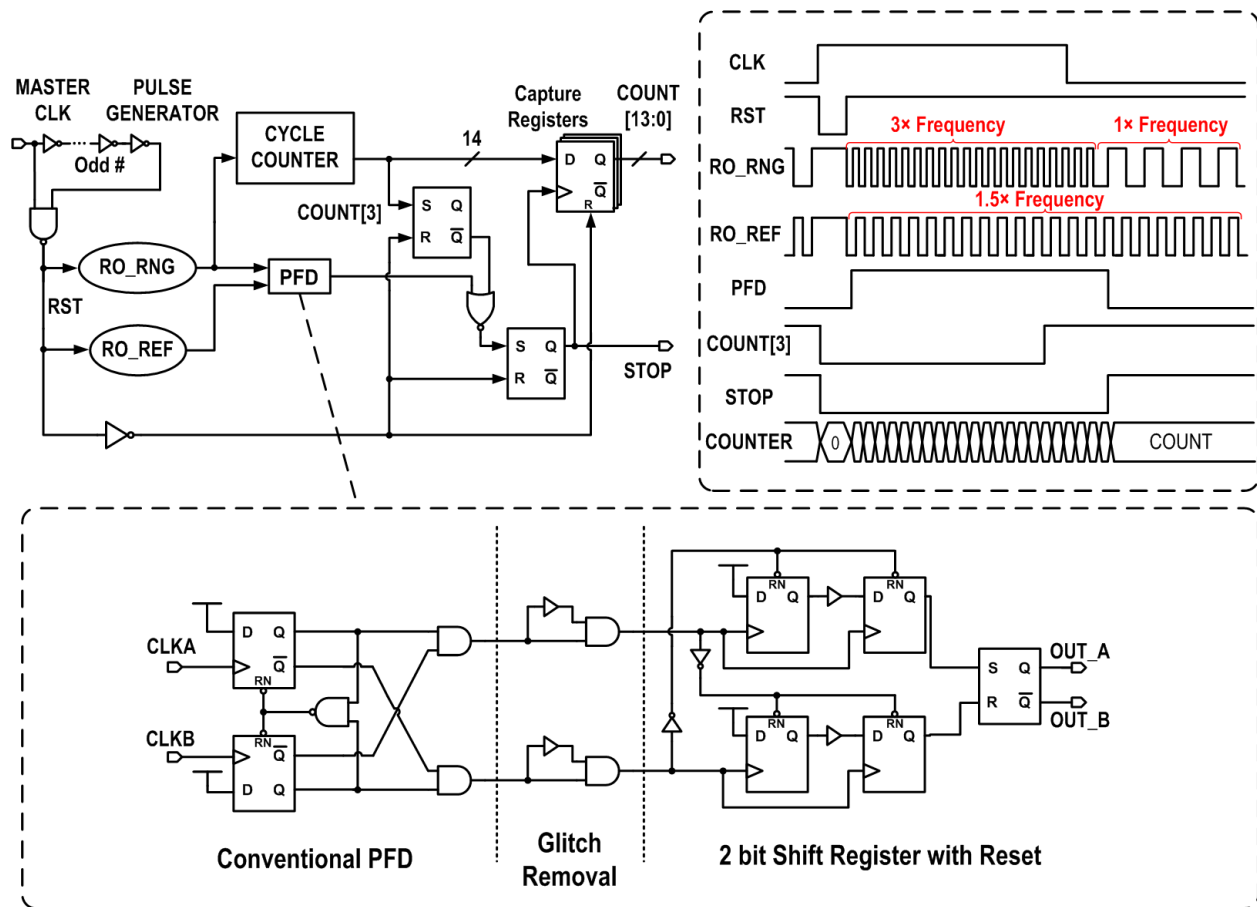 MASTER
CLK
PULSE
GENERATOR
Odd #
CYCLE
COUNTER
14
Capture
Registers
COUNT
[13:0]
D Q
Q
R
COUNT[3]
S Q
R Q
RO_RNG
PFD
RST
RO_REF
S Q
R Q
STOP
CLK
RST
3× Frequency
1× Frequency
RO_RNG
1.5× Frequency
RO_REF
PFD
COUNT[3]
STOP
COUNTER
0
COUNT
CLKA
D Q
Q
RN
CLKB
RN
Q
D Q
RN
D Q
RN
D Q
RN
D Q
RN
D Q
S Q
R Q
OUT_A
OUT_B
Conventional PFD
Glitch
Removal
2 bit Shift Register with Reset